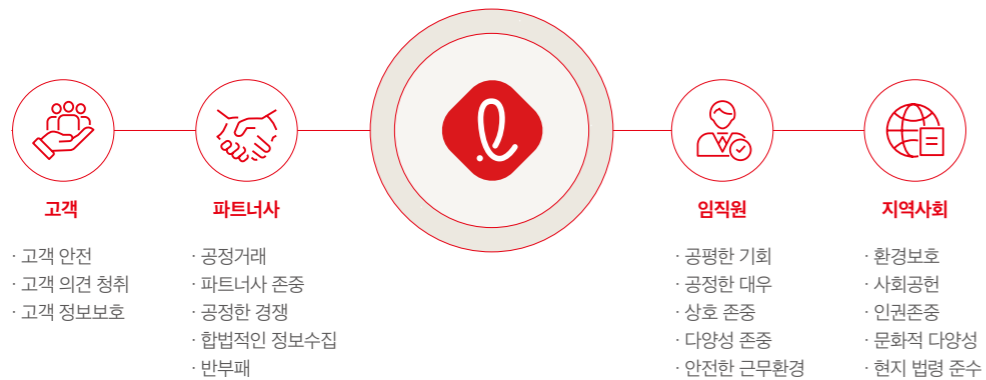 고객
· 고객 안전
· 고객 의견 청취
· 고객 정보보호
파트너사
· 공정거래
· 파트너사 존중
· 공정한 경쟁
· 합법적인 정보수집
· 반부패
임직원
· 공평한 기회
· 공정한 대우
· 상호 존중
· 다양성 존중
· 안전한 근무환경
지역사회
· 환경보호
· 사회공헌
· 인권존중
· 문화적 다양성
· 현지 법령 준수